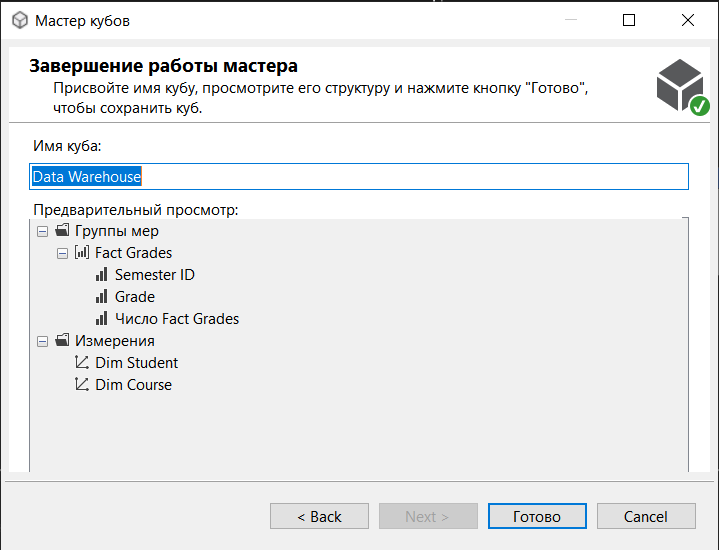 Мастер кубов
Завершение работы мастера
Присвойте имя кубу, просмотрите его структуру и нажмите кнопку "Готово",
чтобы сохранить куб.
Имя куба:
Data Warehouse
Предварительный просмотр:
Группы мер
Fact Grades
Semester ID
Grade
Число Fact Grades
Измерения
Dim Student
Dim Course
< Back
Next >
Готово
Cancel